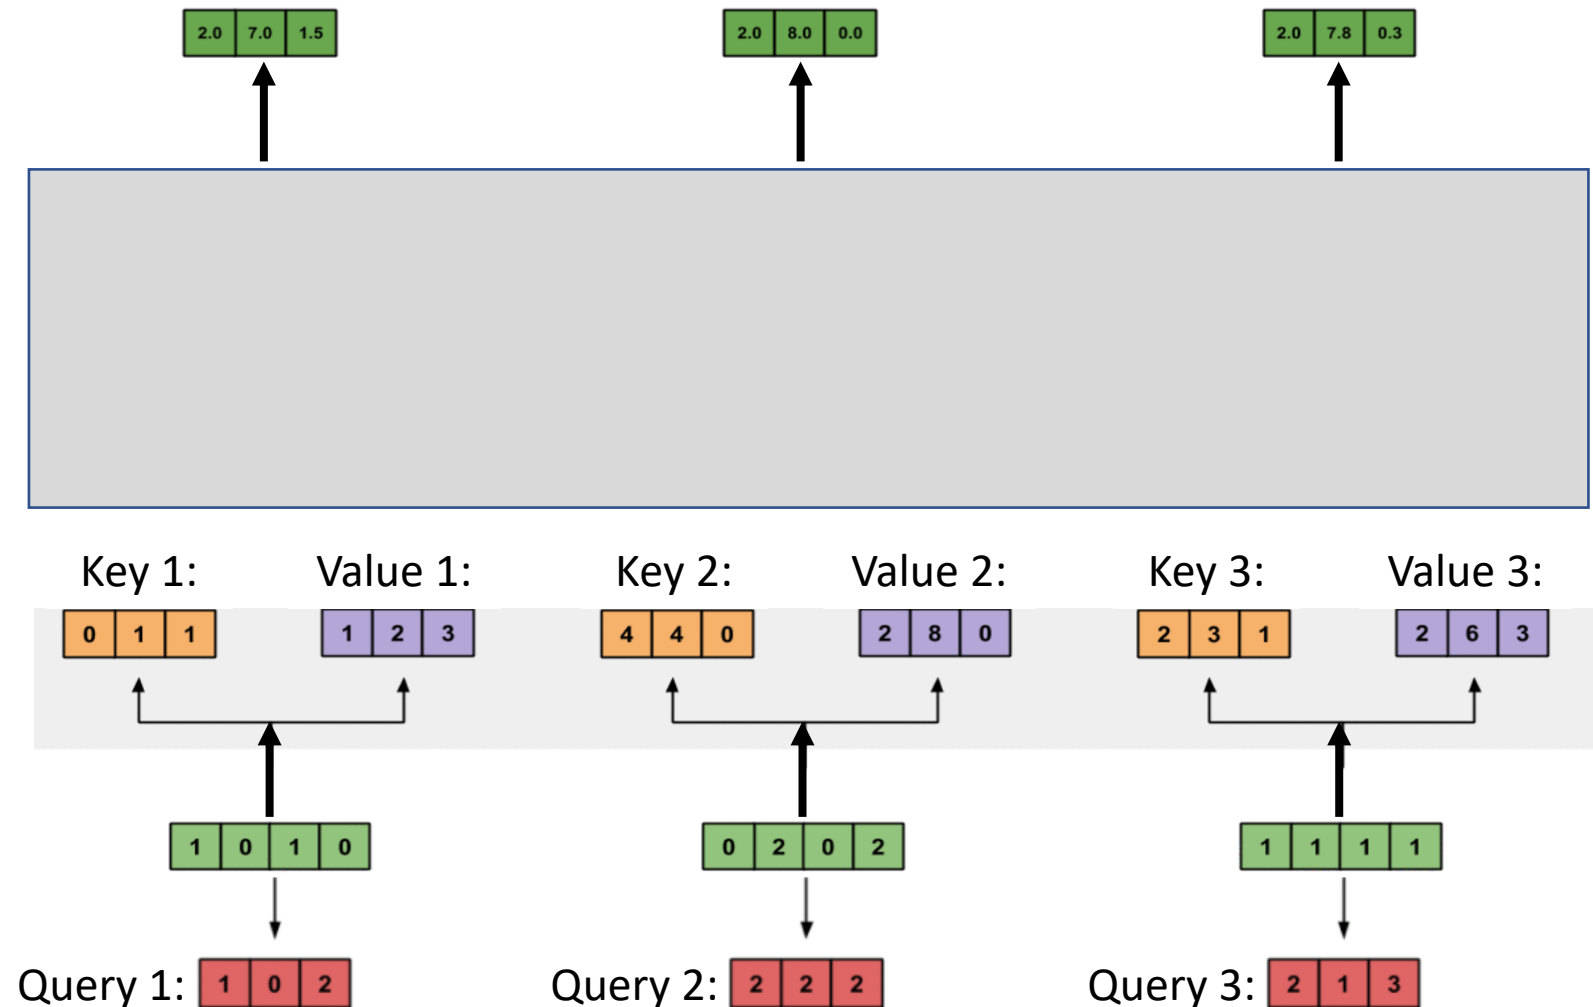 2.0 7.0 1.5 2.0 8.0 0.0 2.0 7.8 0.3
Key 1: Value 1: Key 2: Value 2: Key 3: Value 3:
0 1 1 1 2 3 4 4 0 2 8 0 2 3 1 2 6 3
1 0 1 0 0 2 0 2 1 1 1 1
Query 1: 1 0 2 Query 2: 2 2 2 Query 3: 2 1 3